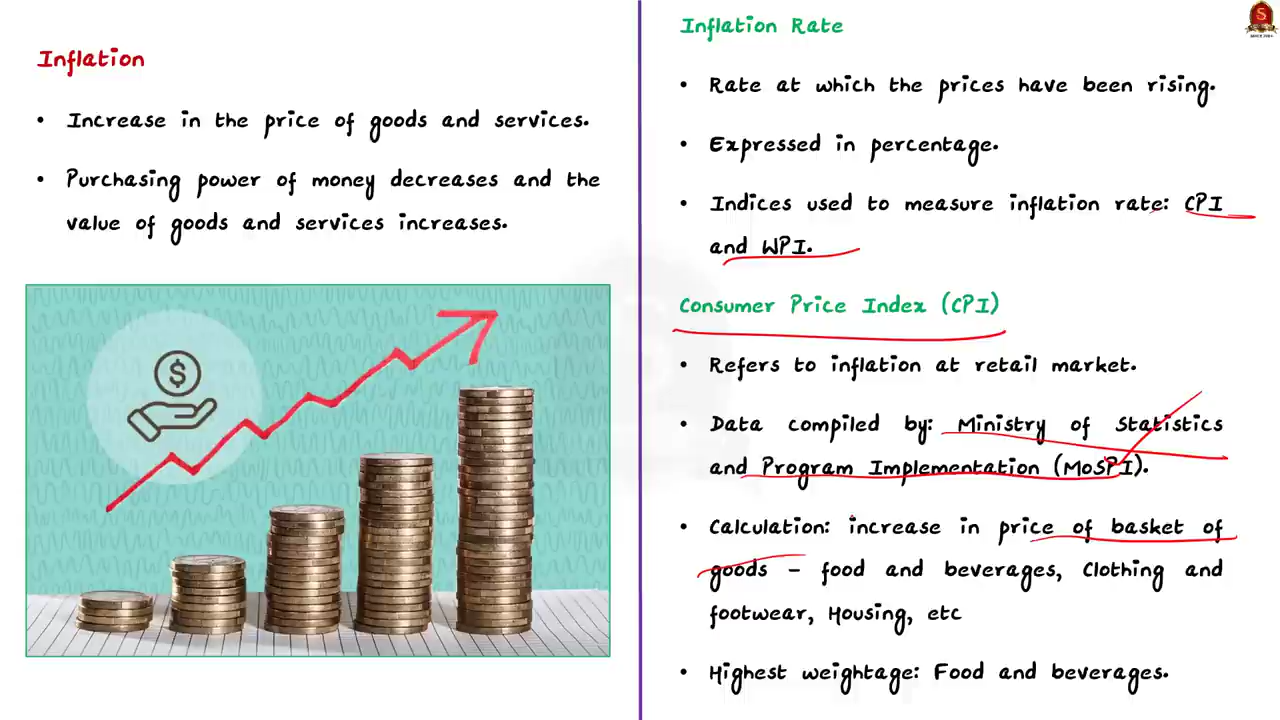 Inflation
• Increase in the price of goods and services.
• Purchasing power of money decreases and the
value of goods and services increases.
$
Inflation Rate
• Rate at which the prices have been rising.
• Expressed in percentage.
• Indices used to measure inflation rate: CPI
and WPI.
Consumer Price Index (CPI)
• Refers to inflation at retail market.
• Data compiled by: Ministry of Statistics
and Program Implementation (MoSPI).
• Calculation: increase in price of basket of
goods – food and beverages, Clothing and
footwear, Housing, etc
• Highest weightage: Food and beverages.
S